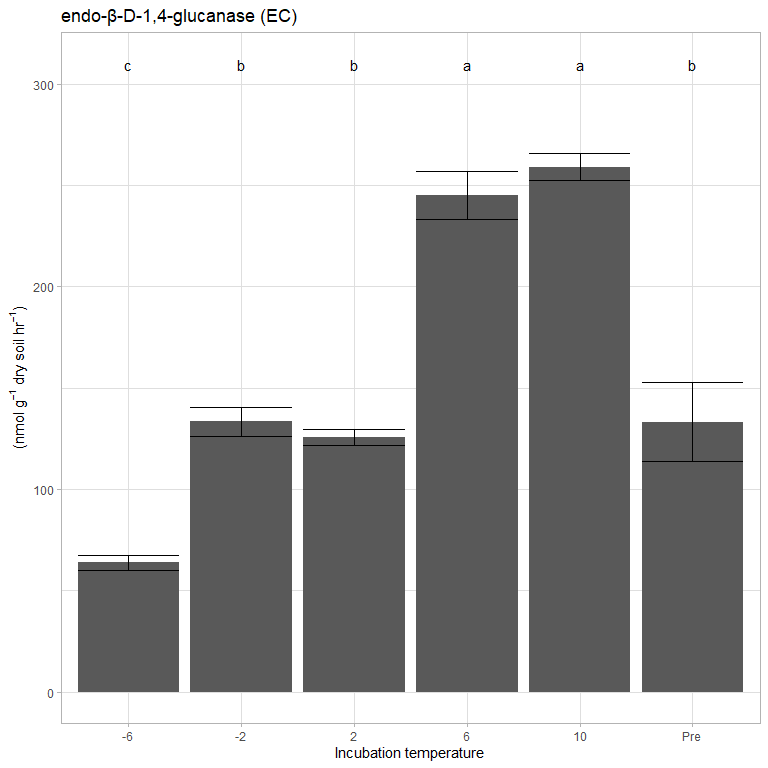 endo-β-D-1,4-glucanase (EC)
c b b a a b
300
200
100
0
(nmol g⁻¹ dry soil hr⁻¹)
-6 -2 2 6 10 Pre
Incubation temperature